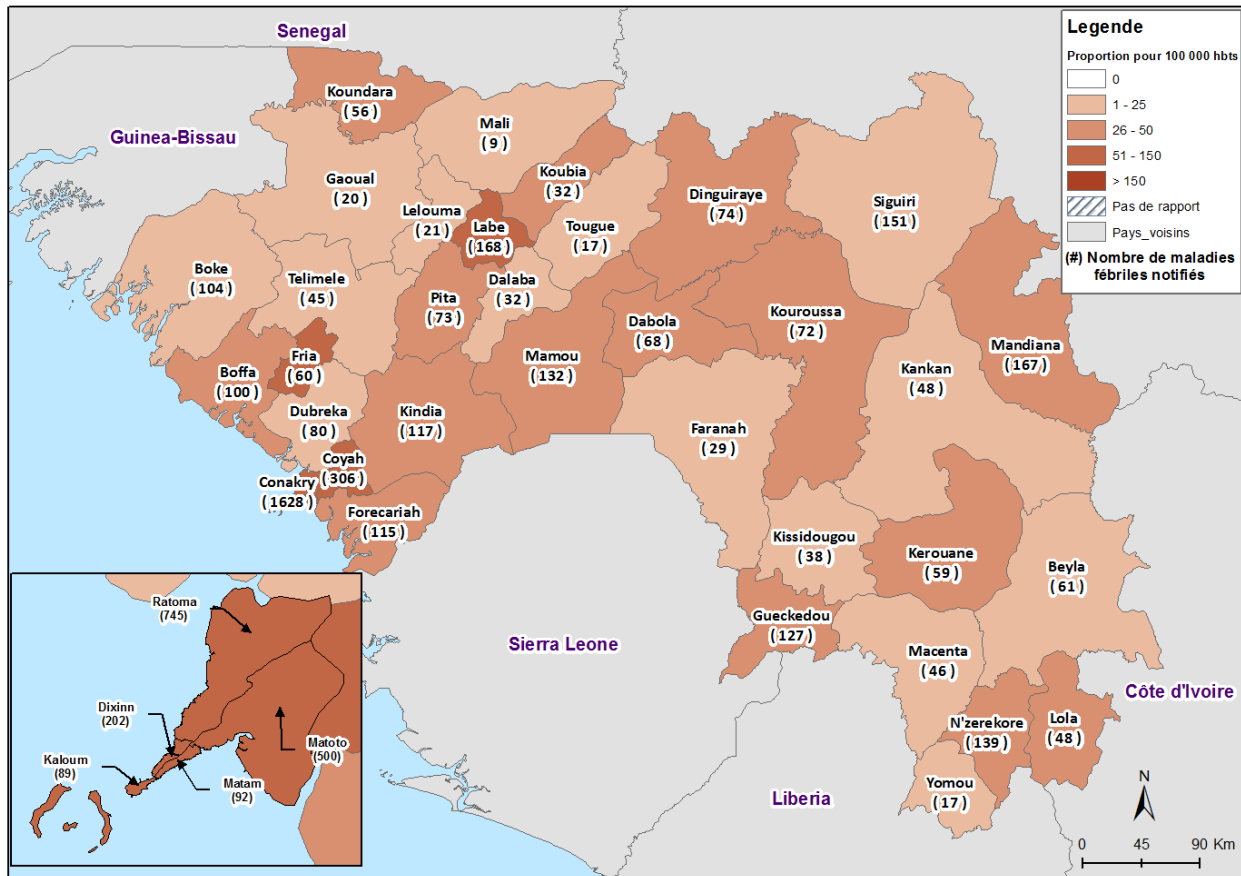 Senegal
Guinea-Bissau
Koundara
(56)
Mali
(9)
Gaoual
(20)
Koubia
(32)
Lelouma
(21)
Labe
(168)
Tougue
(17)
Dinguiraye
(74)
Siguiri
(151)
Boke
(104)
Telimele
(45)
Pita
(73)
Dalaba
(32)
Dabola
(68)
Kouroussa
(72)
Mandiana
(167)
Kankan
(48)
Fria
(60)
Boffa
(100)
Mamou
(132)
Dubreka
(80)
Kindia
(117)
Faranah
(29)
Coyah
(306)
Conakry
(1628)
Forecariah
(115)
Kissidougou
(38)
Kerouane
(59)
Beyla
(61)
Gueckedou
(127)
Macenta
(46)
N'zerekore
(139)
Lola
(48)
Yomou
(17)
Sierra Leone
Liberia
Côte d'Ivoire
Legende
Proportion pour 100 000 hbts
0
1 - 25
26 - 50
51 - 150
> 150
Pas de rapport
Pays_voisins
(#) Nombre de maladies
fébriles notifiés
Ratoma
(745)
Dixinn
(202)
Kaloum
(89)
Matam
(92)
Matoto
(500)
N
0 45 90 Km